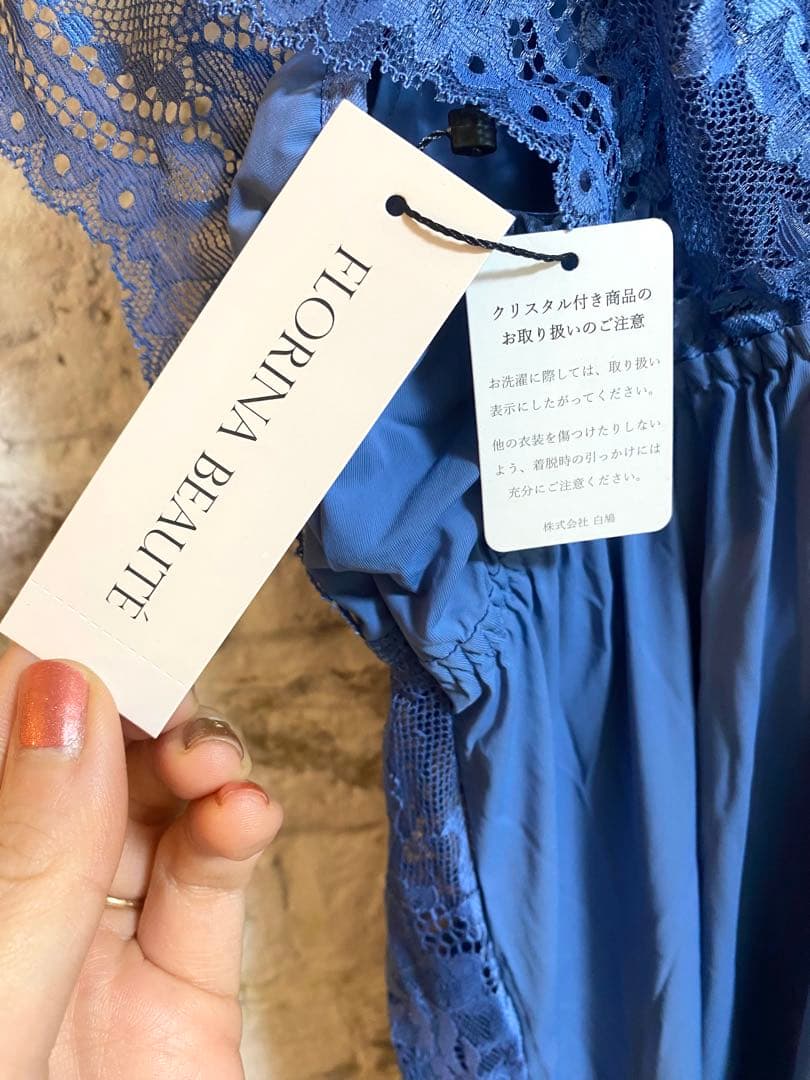 FLORINA BEAUTÉ
クリスタル付き商品の
お取り扱いのご注意
お洗濯に際しては、取り扱い
表示にしたがってください。
他の衣装を傷つけたりしない
よう、着脱時の引っかけには
充分にご注意ください。
株式会社 白鳩